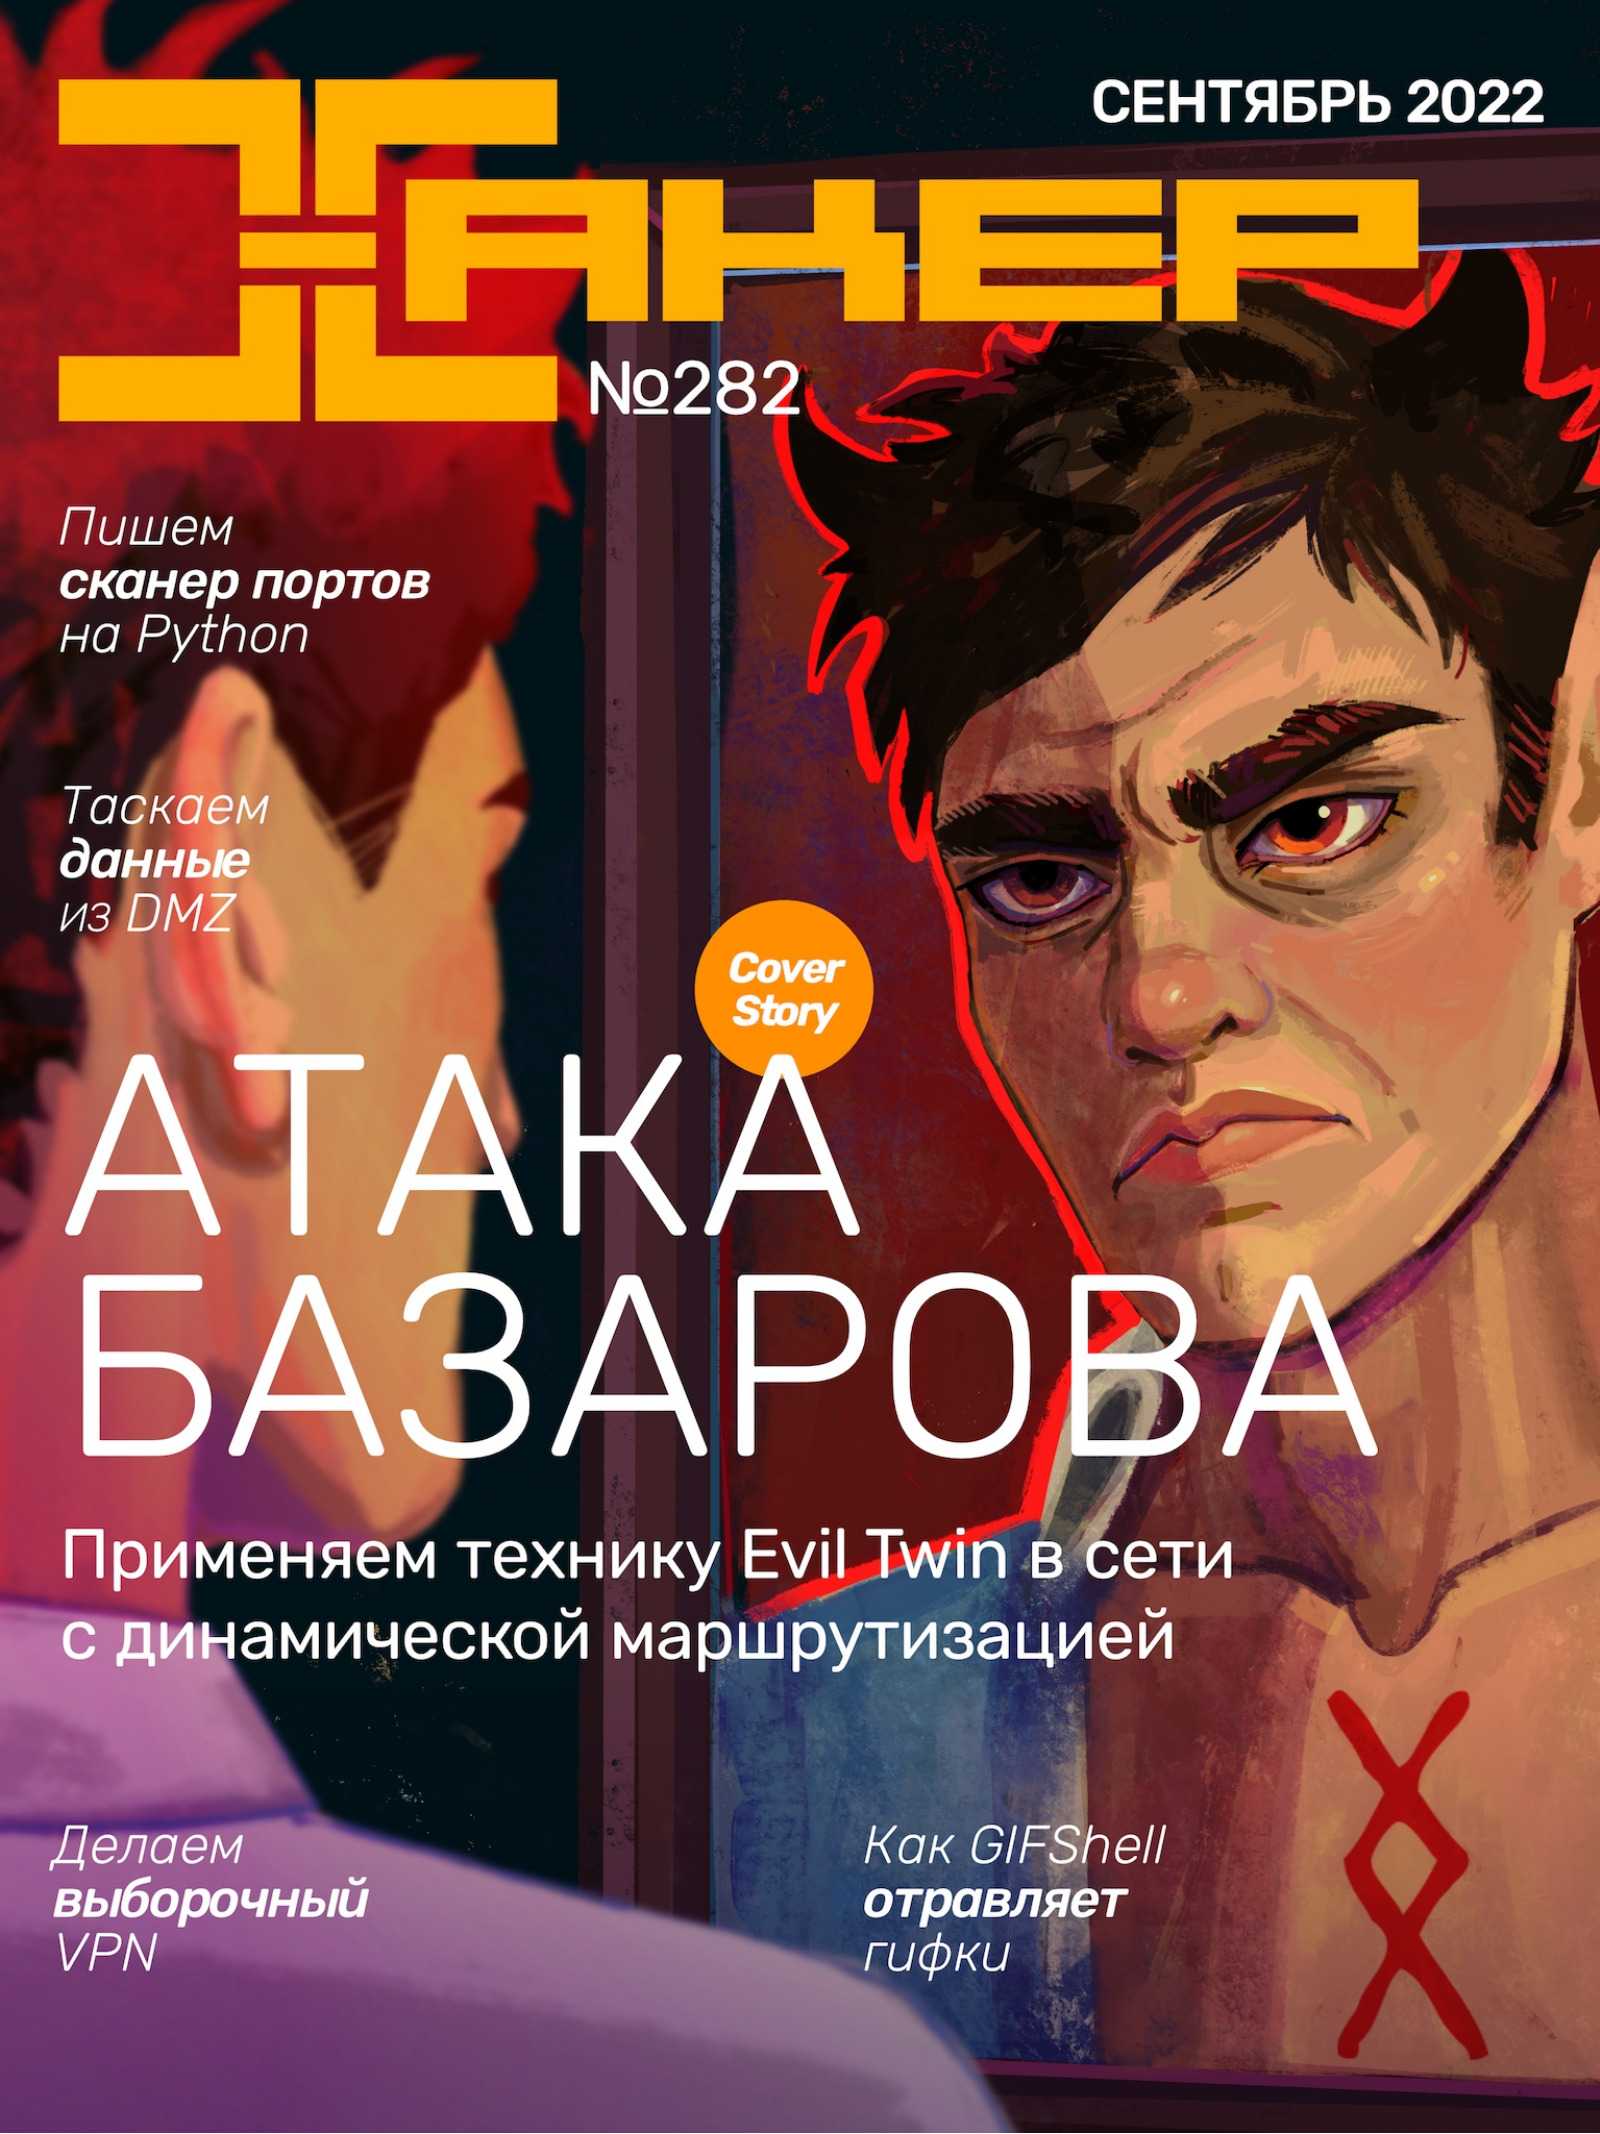 СЕНТЯБРЬ 2022
ХАКЕР
№282
Пишем
сканер портов
на Python
Таскаем
данные
из DMZ
Cover
Story
АТАКА
БАЗАРОВА
Применяем технику Evil Twin в сети
с динамической маршрутизацией
Делаем
выборочный
VPN
Как GIFShell
отравляет
гифки